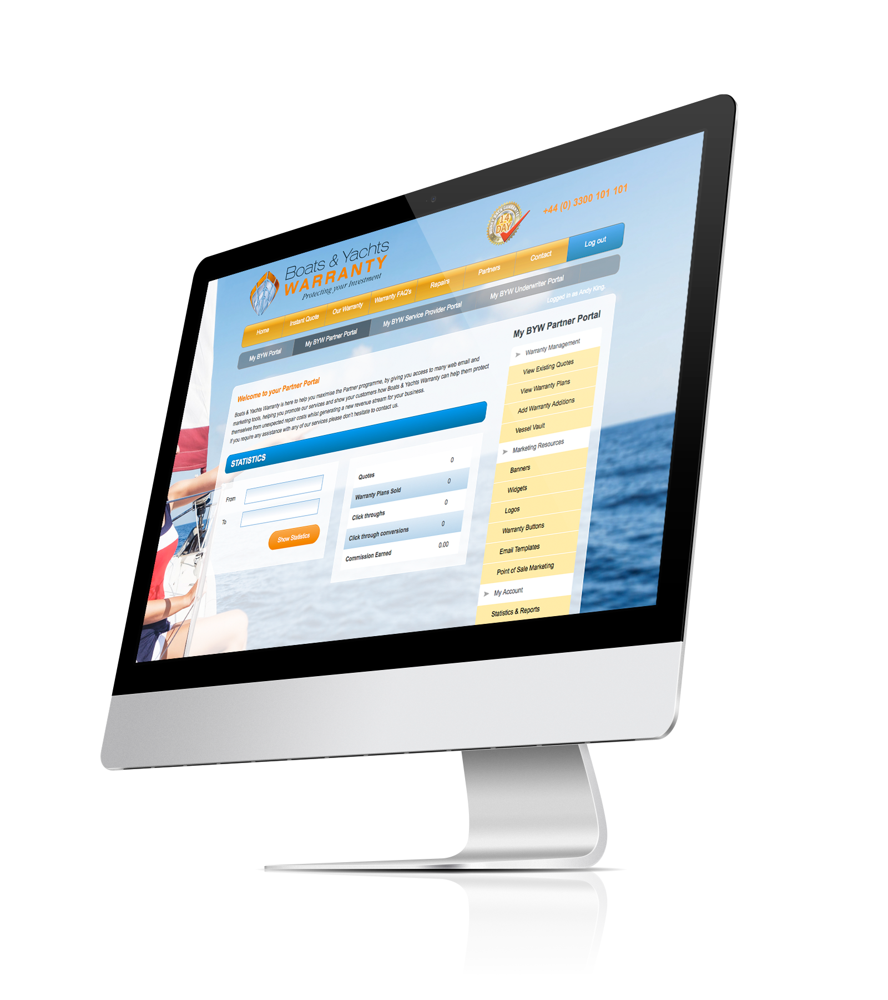 +44 (0) 3300 101 101
MONEY BACK GUARANTEE
14
DAY
Boats & Yachts
WARRANTY
Protecting your Investment
Home
Instant Quote
Our Warranty
Warranty FAQ's
Repairs
Partners
Contact
Log out
My BYW Portal
My BYW Partner Portal
My BYW Service Provider Portal
My BYW Underwriter Portal
Logged in as Andy King.
Welcome to your Partner Portal
Boats & Yachts Warranty is here to help you maximise the Partner programme, by giving you access to many web email and
marketing tools, helping you promote our services and show your customers how Boats & Yachts Warranty can help them protect
themselves from unexpected repair costs whilst generating a new revenue stream for your business.
If you require any assistance with any of our services please don't hesitate to contact us.
STATISTICS
From
To
Show Statistics
Quotes 0
Warranty Plans Sold 0
Click throughs 0
Click through conversions 0
Commission Earned 0.00
My BYW Partner Portal
Warranty Management
View Existing Quotes
View Warranty Plans
Add Warranty Additions
Vessel Vault
Marketing Resources
Banners
Widgets
Logos
Warranty Buttons
Email Templates
Point of Sale Marketing
My Account
Statistics & Reports